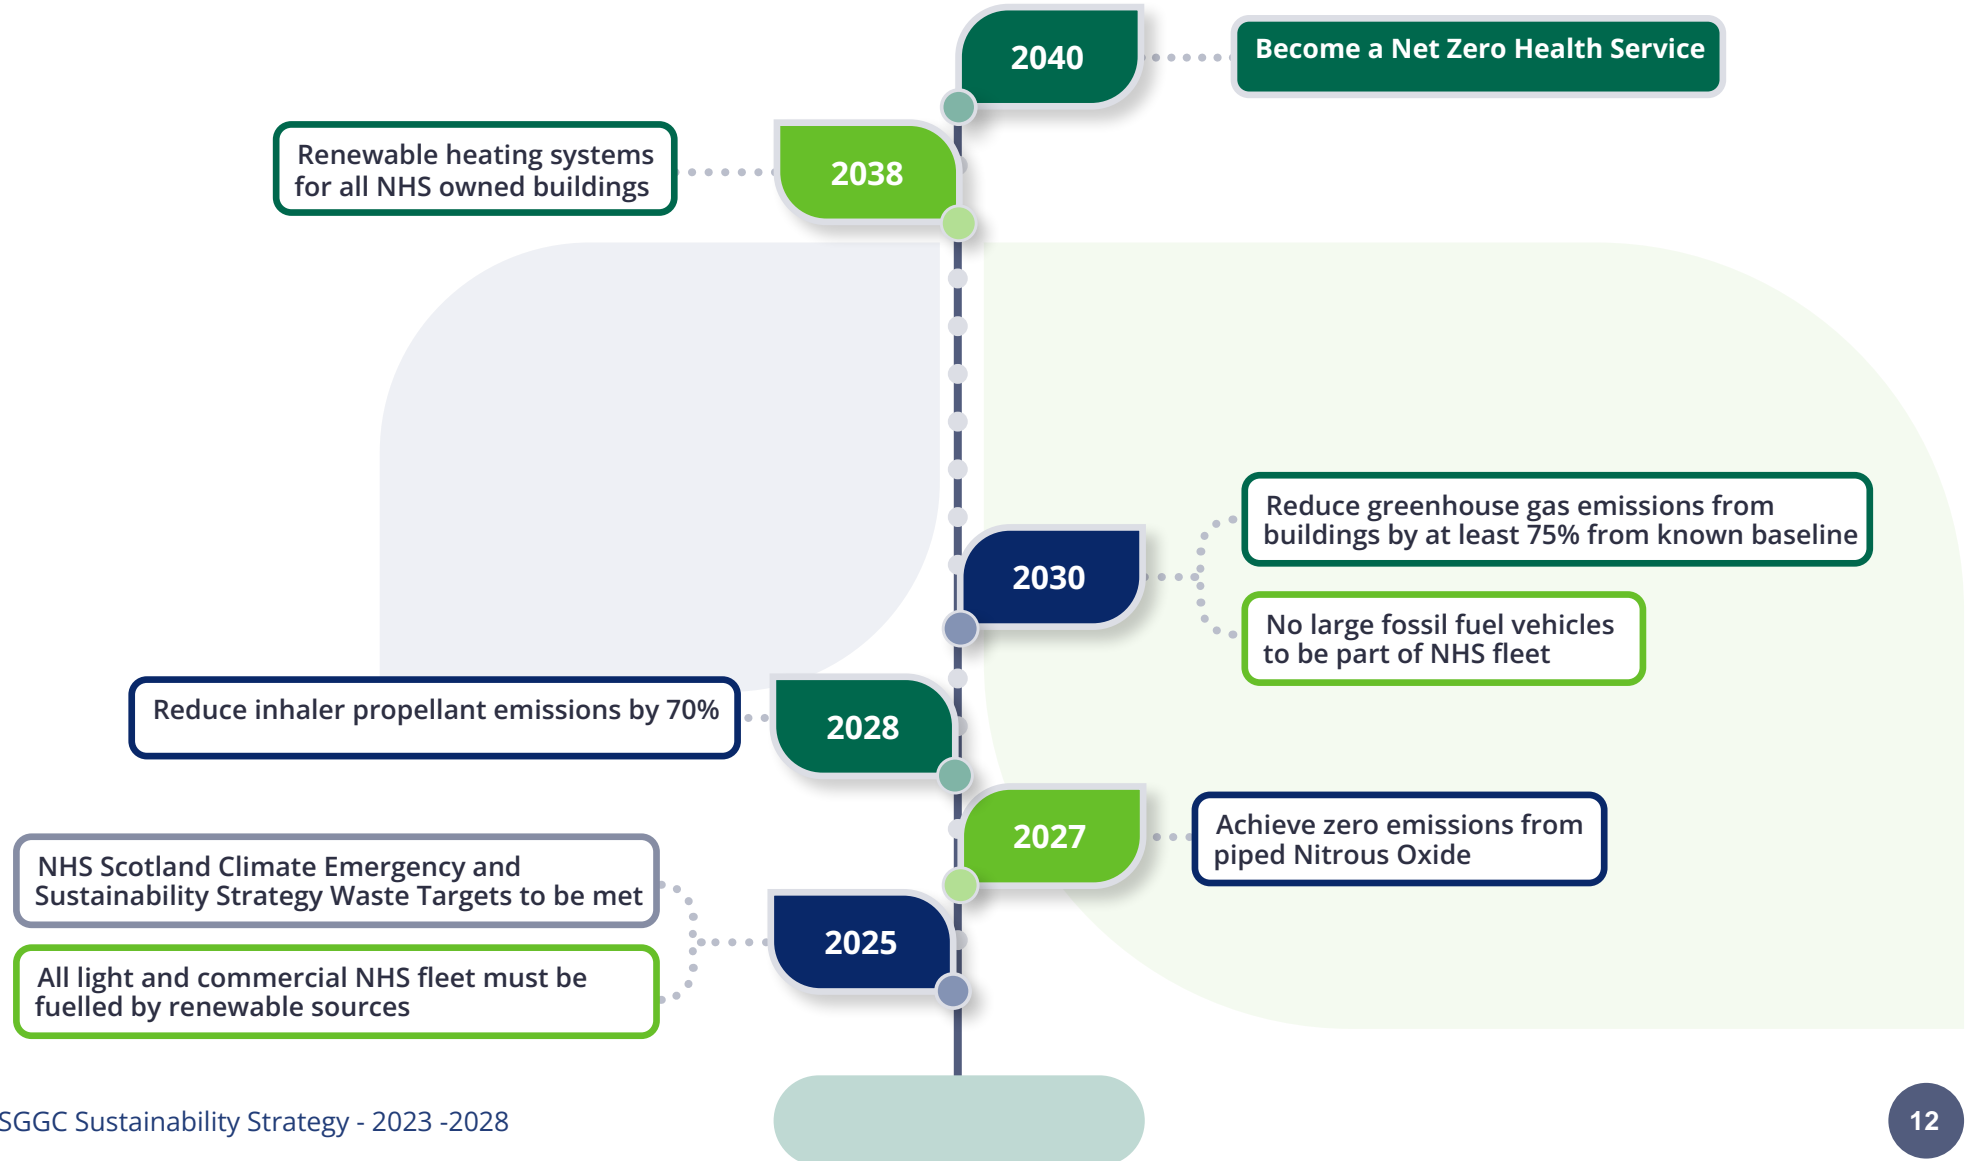 2040
Become a Net Zero Health Service
Renewable heating systems
for all NHS owned buildings
2038
Reduce greenhouse gas emissions from
buildings by at least 75% from known baseline
2030
No large fossil fuel vehicles
to be part of NHS fleet
Reduce inhaler propellant emissions by 70%
2028
2027
Achieve zero emissions from
piped Nitrous Oxide
NHS Scotland Climate Emergency and
Sustainability Strategy Waste Targets to be met
2025
All light and commercial NHS fleet must be
fuelled by renewable sources
SGGC Sustainability Strategy - 2023 -2028
12